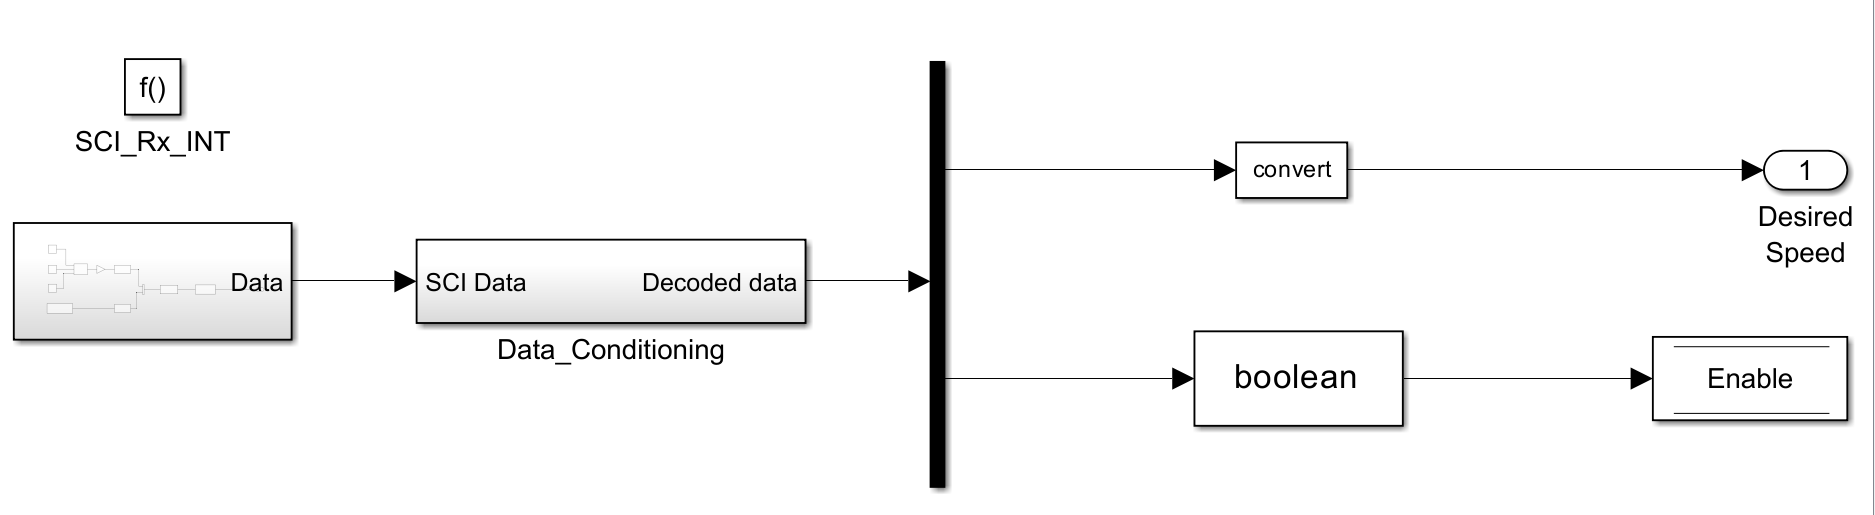 f()
SCI_Rx_INT
convert
1
Desired
Speed
Data
SCI Data
Decoded data
Data_Conditioning
boolean
Enable